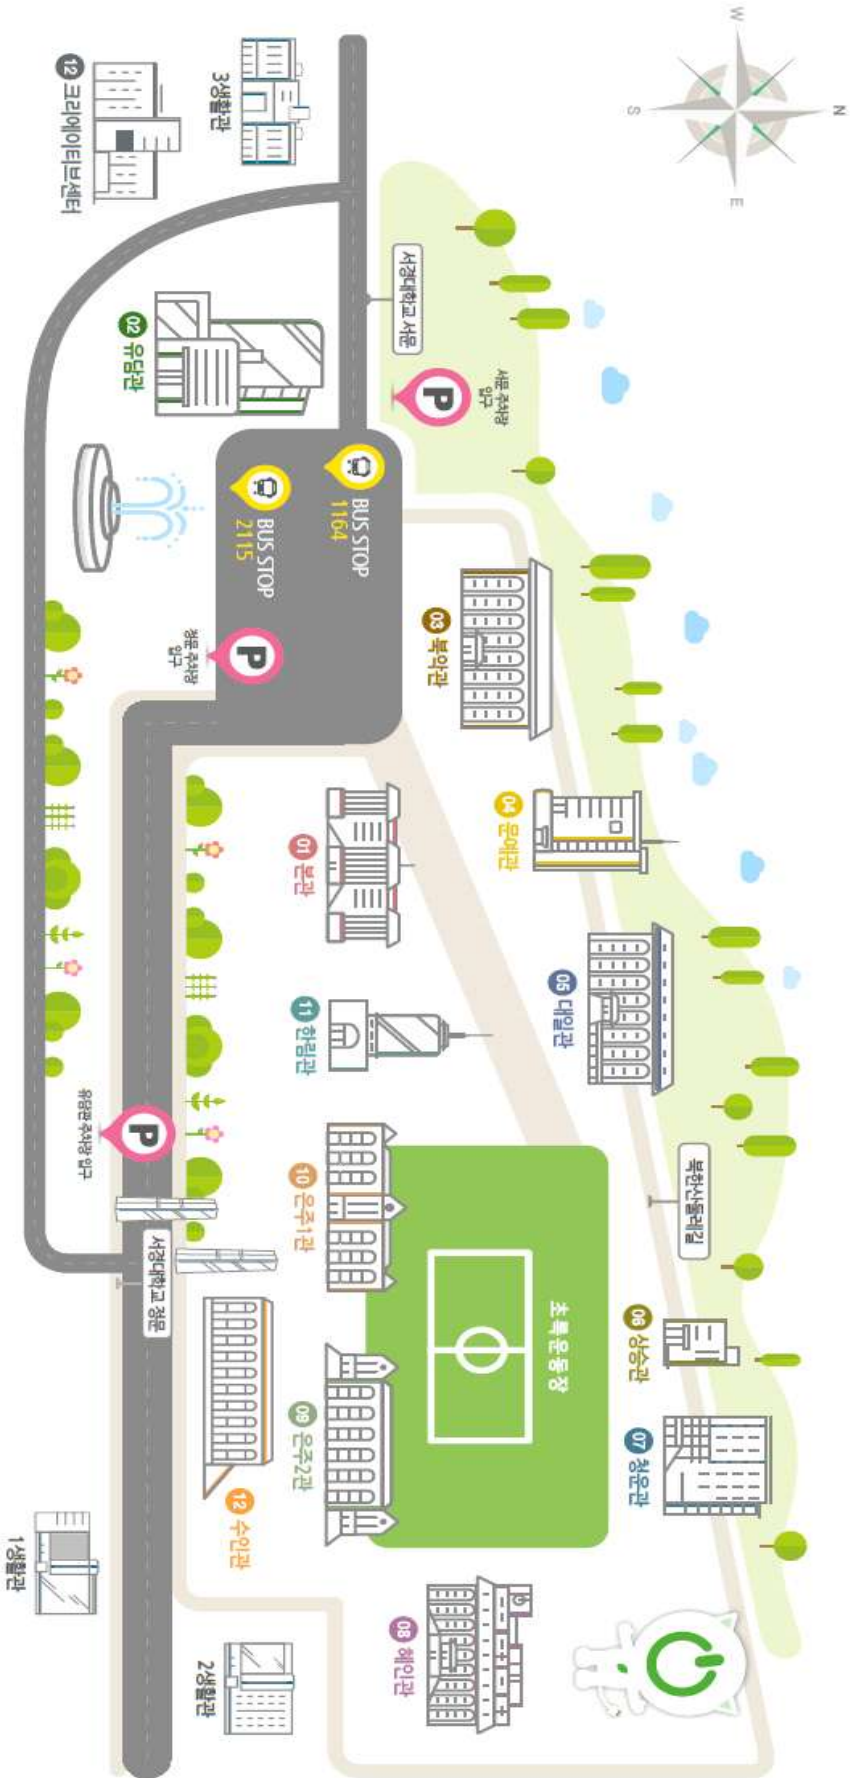 W
N
S
E
12 크리에이티브센터
3생활관
서경대학교 서문
서문 주차장
입구
P
02 유담관
BUS STOP
1164
BUS STOP
2115
정문 주차장
입구
P
03 북악관
04 문예관
01 본관
05 대일관
11 한림관
북한산둘레길
10 은주1관
유담관 주차장 입구
P
서경대학교 정문
초록운동장
06 상승관
07 청운관
09 은주2관
12 수인관
08 혜인관
1생활관
2생활관